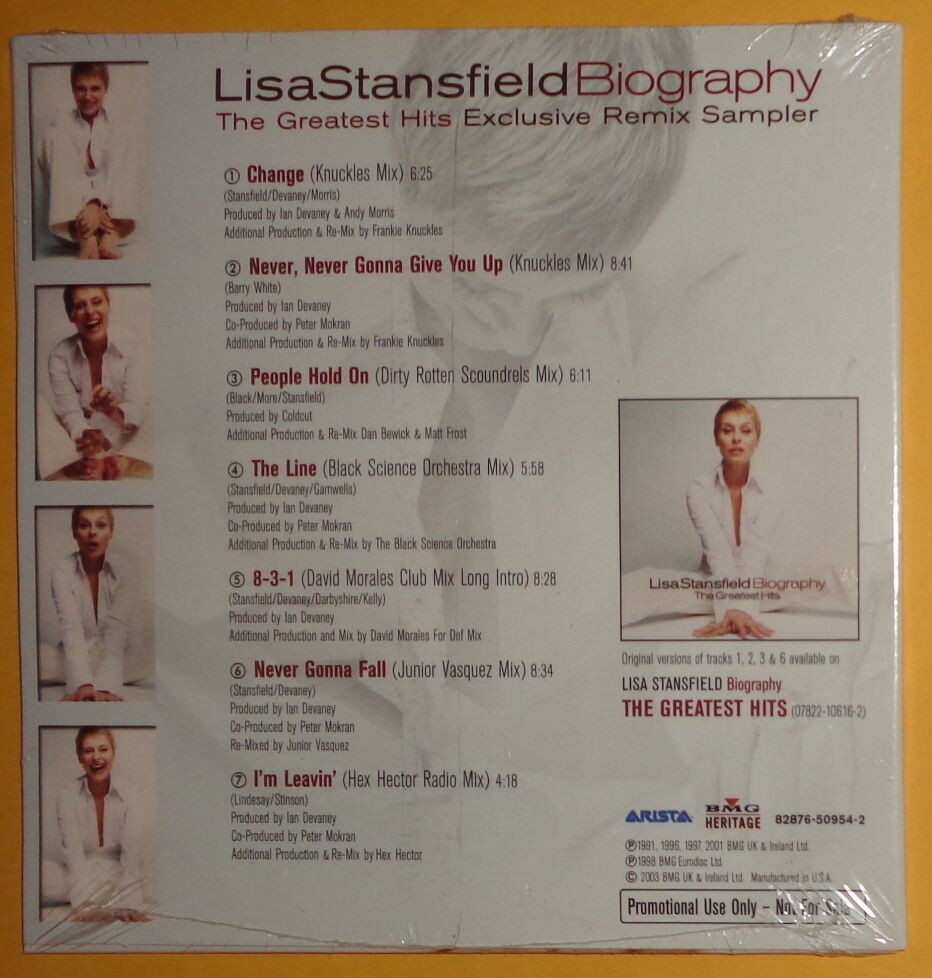 LisaStansfieldBiography
The Greatest Hits Exclusive Remix Sampler
① Change (Knuckles Mix) 6:25
(Stansfield/Devaney/Morris)
Produced by Ian Devaney & Andy Morris
Additional Production & Re-Mix by Frankie Knuckles
② Never, Never Gonna Give You Up (Knuckles Mix) 8:41
(Barry White)
Produced by Ian Devaney
Co-Produced by Peter Mokran
Additional Production & Re-Mix by Frankie Knuckles
③ People Hold On (Dirty Rotten Scoundrels Mix) 6:11
(Black/More/Stansfield)
Produced by Coldcut
Additional Production & Re-Mix Dan Bewick & Matt Frost
④ The Line (Black Science Orchestra Mix) 5:58
(Stansfield/Devaney/Gamwells)
Produced by Ian Devaney
Co-Produced by Peter Mokran
Additional Production & Re-Mix by The Black Science Orchestra
⑤ 8-3-1 (David Morales Club Mix Long Intro) 8:28
(Stansfield/Devaney/Darbyshire/Kelly)
Produced by Ian Devaney
Additional Production and Mix by David Morales For Def Mix
⑥ Never Gonna Fall (Junior Vasquez Mix) 8:34
(Stansfield/Devaney)
Produced by Ian Devaney
Co-Produced by Peter Mokran
Re-Mixed by Junior Vasquez
⑦ I'm Leavin' (Hex Hector Radio Mix) 4:18
(Lindesay/Stinson)
Produced by Ian Devaney
Co-Produced by Peter Mokran
Additional Production & Re-Mix by Hex Hector
LisaStansfieldBiography
The Greatest Hits
Original versions of tracks 1, 2, 3 & 6 available on
LISA STANSFIELD Biography
THE GREATEST HITS (07822-10616-2)
ARISTA BMG HERITAGE 82876-50954-2
℗1991, 1996, 1997, 2001 BMG UK & Ireland Ltd.
℗1998 BMG Eurodisc Ltd.
© 2003 BMG UK & Ireland Ltd. Manufactured in U.S.A.
Promotional Use Only – Not For Sale